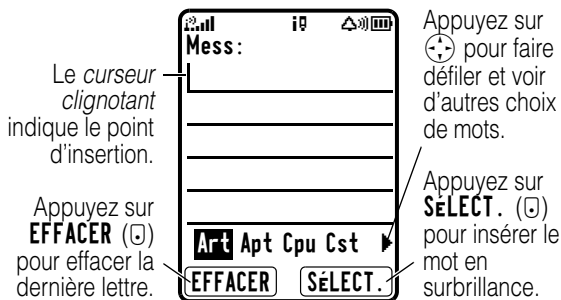 Mess:
Le curseur
clignotant
indique le point
d'insertion.
Appuyez sur
pour faire
défiler et voir
d'autres choix
de mots.
Art Apt Cpu Cst
Appuyez sur
EFFACER ( )
pour effacer la
dernière lettre.
Appuyez sur
SéLECT. ( )
pour insérer le
mot en
surbrillance.
EFFACER SéLECT.